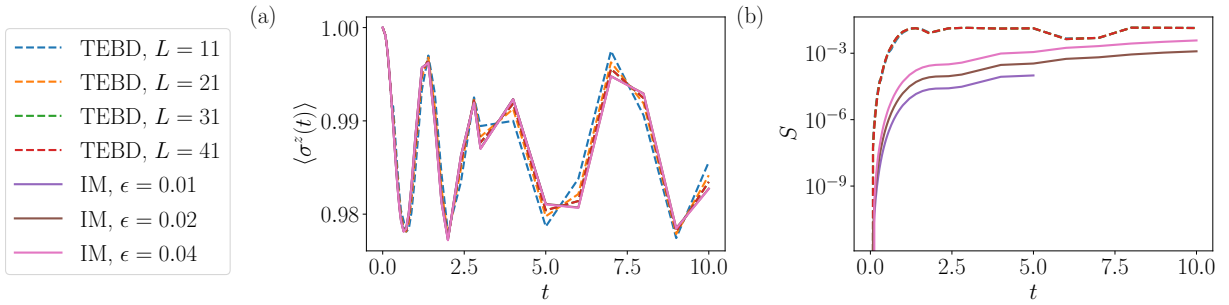 TEBD, L = 11
TEBD, L = 21
TEBD, L = 31
TEBD, L = 41
IM, ϵ = 0.01
IM, ϵ = 0.02
IM, ϵ = 0.04
(a)
⟨σ^z(t)⟩
1.00
0.99
0.98
0.0 2.5 5.0 7.5 10.0
t
(b)
S
10^−3
10^−6
10^−9
0.0 2.5 5.0 7.5 10.0
t